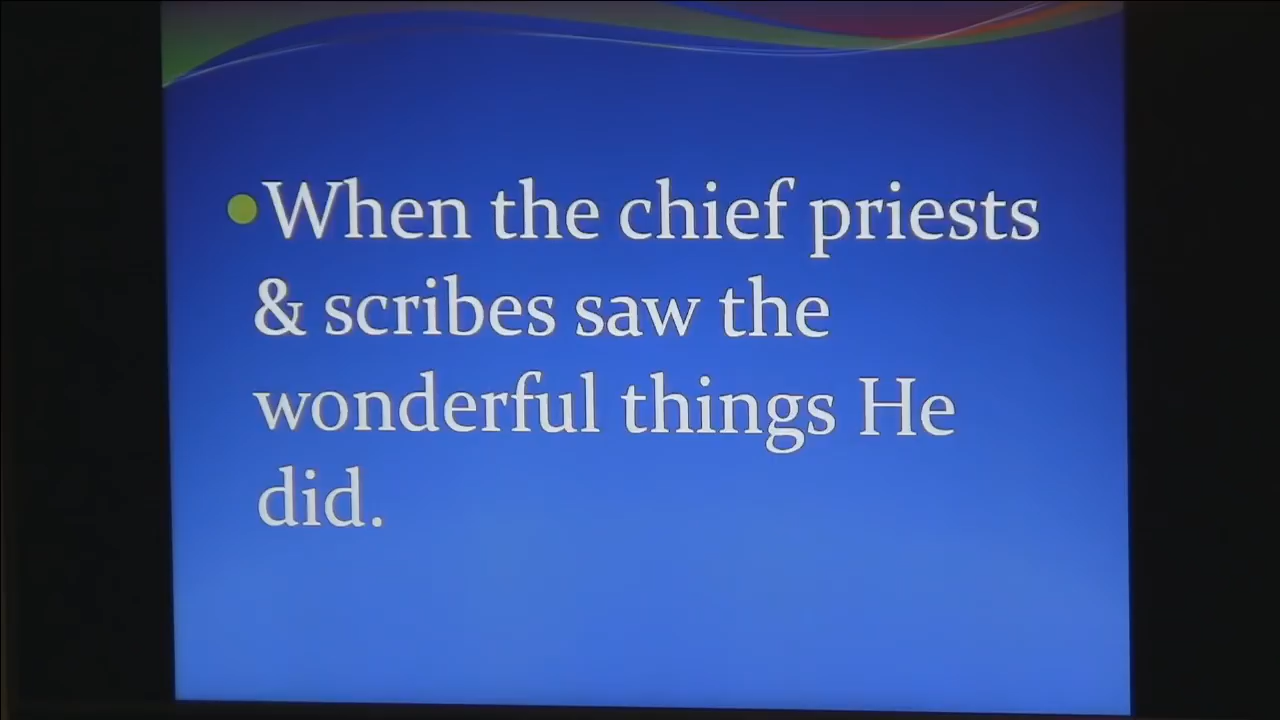 •When the chief priests
& scribes saw the
wonderful things He
did.